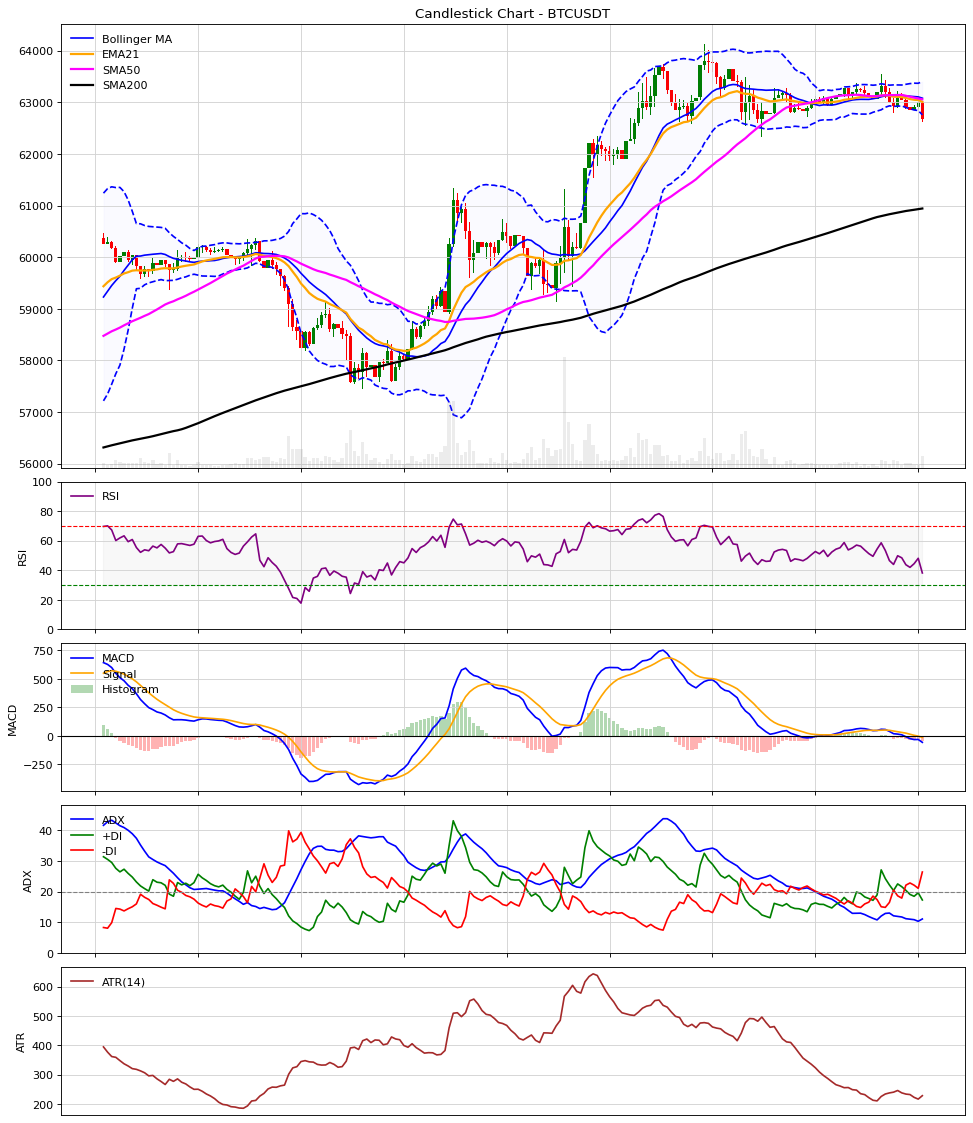 Candlestick Chart - BTCUSDT
Bollinger MA
EMA21
SMA50
SMA200
64000
63000
62000
61000
60000
59000
58000
57000
56000
RSI
RSI
100
80
60
40
20
0
MACD
Signal
Histogram
MACD
750
500
250
0
−250
ADX
+DI
-DI
ADX
40
30
20
10
0
ATR(14)
ATR
600
500
400
300
200